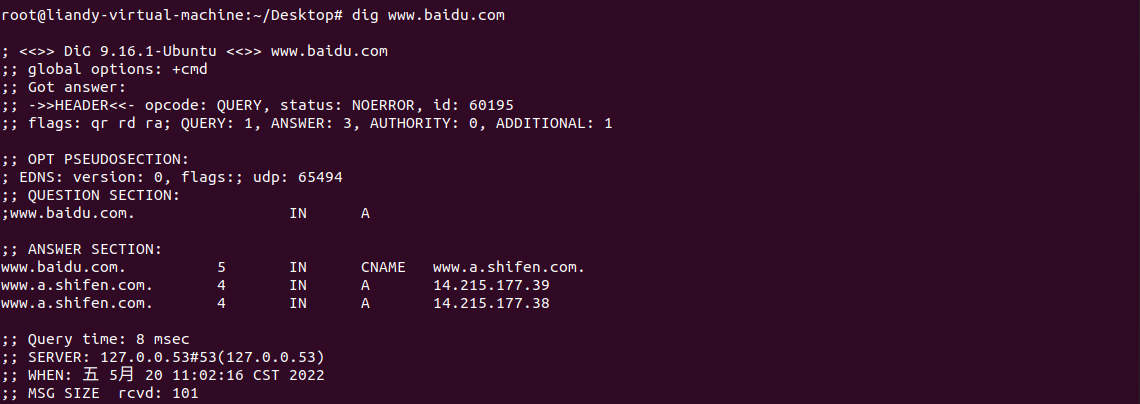 root@liandy-virtual-machine:~/Desktop# dig www.baidu.com

; <<>> DiG 9.16.1-Ubuntu <<>> www.baidu.com
;; global options: +cmd
;; Got answer:
;; ->>HEADER<<- opcode: QUERY, status: NOERROR, id: 60195
;; flags: qr rd ra; QUERY: 1, ANSWER: 3, AUTHORITY: 0, ADDITIONAL: 1

;; OPT PSEUDOSECTION:
; EDNS: version: 0, flags:; udp: 65494
;; QUESTION SECTION:
;www.baidu.com.                 IN      A

;; ANSWER SECTION:
www.baidu.com.          5       IN      CNAME   www.a.shifen.com.
www.a.shifen.com.       4       IN      A       14.215.177.39
www.a.shifen.com.       4       IN      A       14.215.177.38

;; Query time: 8 msec
;; SERVER: 127.0.0.53#53(127.0.0.53)
;; WHEN: 五 5月 20 11:02:16 CST 2022
;; MSG SIZE  rcvd: 101